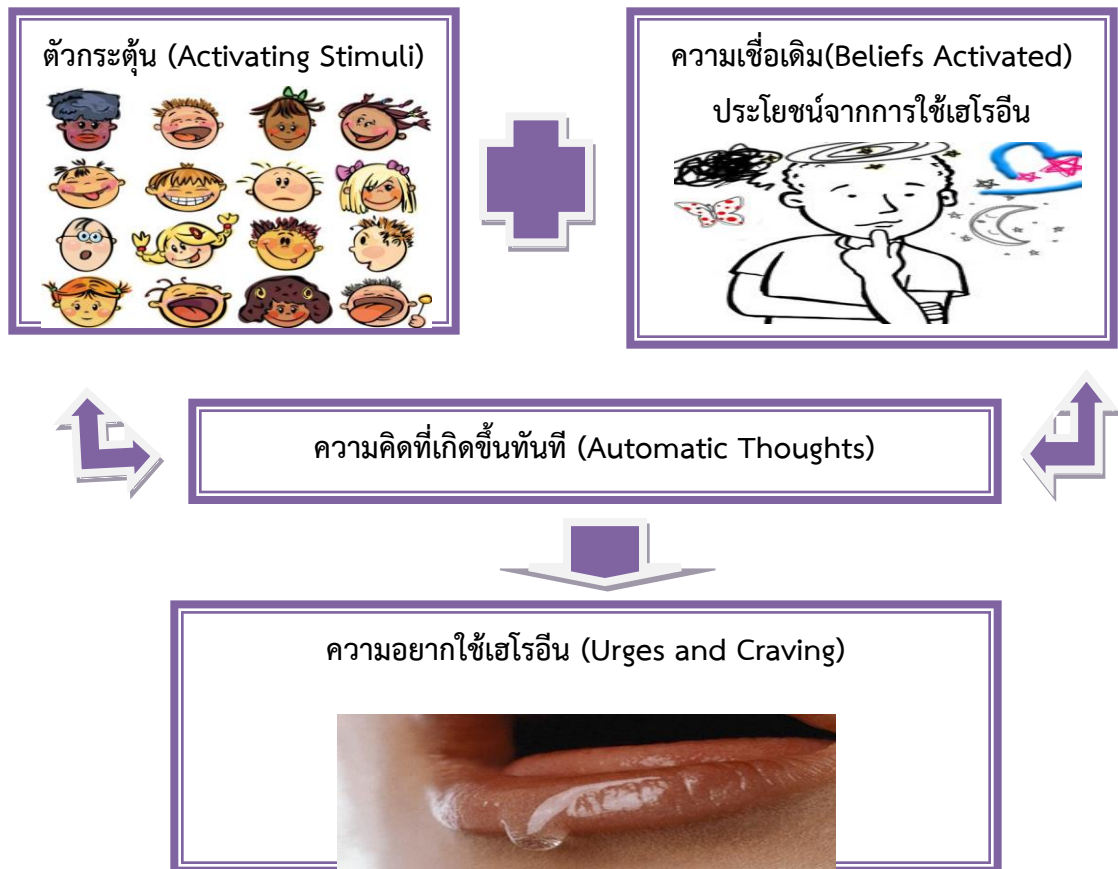 ตัวกระตุ้น (Activating Stimuli)
ความเชื่อเดิม(Beliefs Activated)
ประโยชน์จากการใช้เฮโรอีน
ความคิดที่เกิดขึ้นทันที (Automatic Thoughts)
ความอยากใช้เฮโรอีน (Urges and Craving)